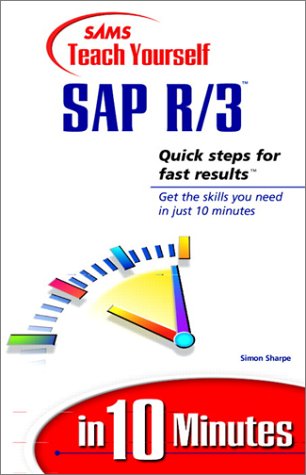 SAMS
Teach Yourself
SAP R/3™
Quick steps for
fast results™
Get the skills you need
in just 10 minutes
Simon Sharpe
in 10 Minutes